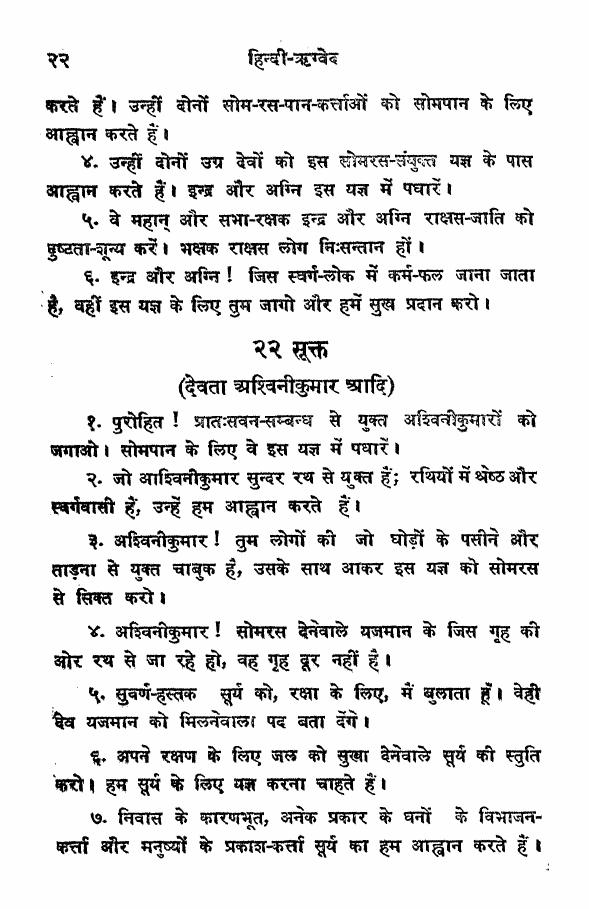 २२ हिन्दी-ऋग्वेद
करते हैं। उन्हीं दोनों सोम-रस-पान-कर्त्ताओं को सोमपान के लिए
आह्वान करते हैं।
४. उन्हीं दोनों उग्र देवों को इस सोमरस-संयुक्त यज्ञ के पास
आह्वान करते हैं। इन्द्र और अग्नि इस यज्ञ में पधारें।
५. वे महान् और सभा-रक्षक इन्द्र और अग्नि राक्षस-जाति को
दुष्टता-शून्य करें। भक्षक राक्षस लोग निःसन्तान हों।
६. इन्द्र और अग्नि! जिस स्वर्ग-लोक में कर्म-फल जाना जाता
है, वहीं इस यज्ञ के लिए तुम जागो और हमें सुख प्रदान करो।
२२ सूक्त
(देवता अश्विनीकुमार आदि)
१. पुरोहित! प्रातःसवन-सम्बन्ध से युक्त अश्विनीकुमारों को
जगाओ। सोमपान के लिए वे इस यज्ञ में पधारें।
२. जो आश्विनीकुमार सुन्दर रथ से युक्त हैं; रथियों में श्रेष्ठ और
स्वर्गवासी हैं, उन्हें हम आह्वान करते हैं।
३. अश्विनीकुमार! तुम लोगों की जो घोड़ों के पसीने और
ताड़ना से युक्त चाबुक है, उसके साथ आकर इस यज्ञ को सोमरस
से सिक्त करो।
४. अश्विनीकुमार! सोमरस देनेवाले यजमान के जिस गृह की
ओर रथ से जा रहे हो, वह गृह दूर नहीं है।
५. सुवर्ण-हस्तक सूर्य को, रक्षा के लिए, मैं बुलाता हूँ। वेही
देव यजमान को मिलनेवाला पद बता देंगे।
६. अपने रक्षण के लिए जल को सुखा देनेवाले सूर्य की स्तुति
करो। हम सूर्य के लिए यज्ञ करना चाहते हैं।
७. निवास के कारणभूत, अनेक प्रकार के धनों के विभाजन-
कर्त्ता और मनुष्यों के प्रकाश-कर्त्ता सूर्य का हम आह्वान करते हैं।